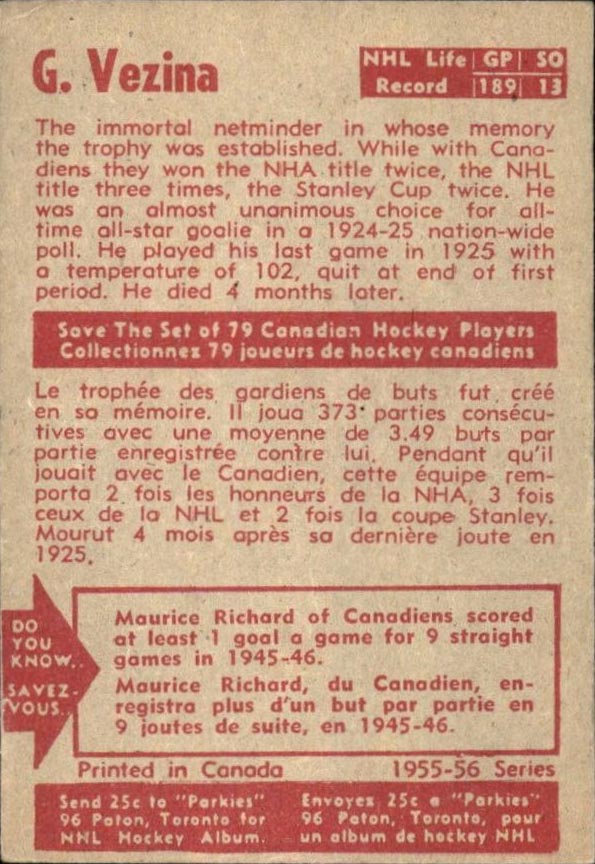 G. Vezina
NHL Life GP SO
Record 189 13
The immortal netminder in whose memory
the trophy was established. While with Cana-
diens they won the NHA title twice, the NHL
title three times, the Stanley Cup twice. He
was an almost unanimous choice for all-
time all-star goalie in a 1924-25 nation-wide
poll. He played his last game in 1925 with
a temperature of 102, quit at end of first
period. He died 4 months later.
Save The Set of 79 Canadian Hockey Players
Collectionnez 79 joueurs de hockey canadiens
Le trophée des gardiens de buts fut créé
en sa mémoire. Il joua 373 parties consécu-
tives avec une moyenne de 3.49 buts par
partie enregistrée contre lui. Pendant qu'il
jouait avec le Canadien, cette équipe rem-
porta 2 fois les honneurs de la NHA, 3 fois
ceux de la NHL et 2 fois la coupe Stanley.
Mourut 4 mois après sa dernière joute en
1925.
DO
YOU
KNOW..
SAVEZ-
VOUS..
Maurice Richard of Canadiens scored
at least 1 goal a game for 9 straight
games in 1945-46.
Maurice Richard, du Canadien, en-
registra plus d'un but par partie en
9 joutes de suite, en 1945-46.
Printed in Canada 1955-56 Series
Send 25c to "Parkies"
96 Paton, Toronto for
NHL Hockey Album.
Envoyez 25c a "Parkies"
96 Paton, Toronto, pour
un album de hockey NHL